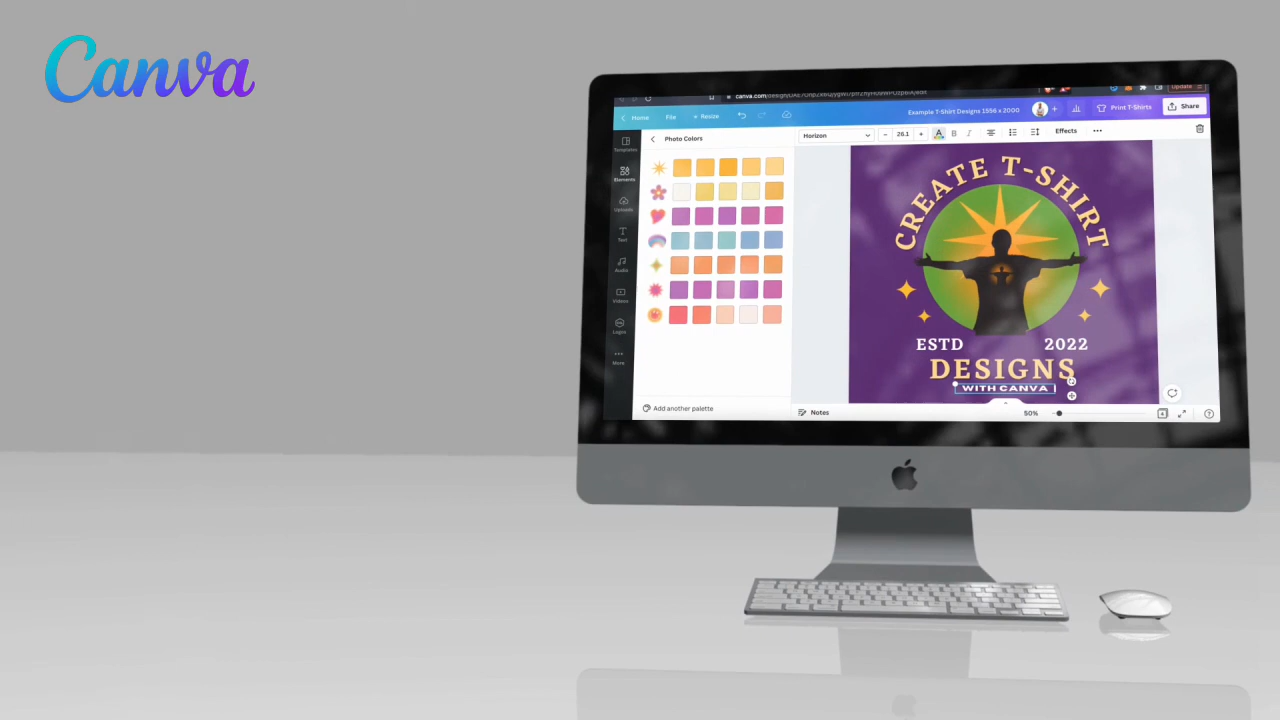 Canva
Update
Home
File
Resize
Example T-Shirt Designs 1556 x 2000
Print T-Shirts
Share
Photo Colors
Horizon
26.1
A
B
I
Effects
Templates
Elements
Uploads
Text
Audio
Videos
Logos
More
CREATE T-SHIRT
ESTD
2022
DESIGNS
WITH CANVA
Add another palette
Notes
50%